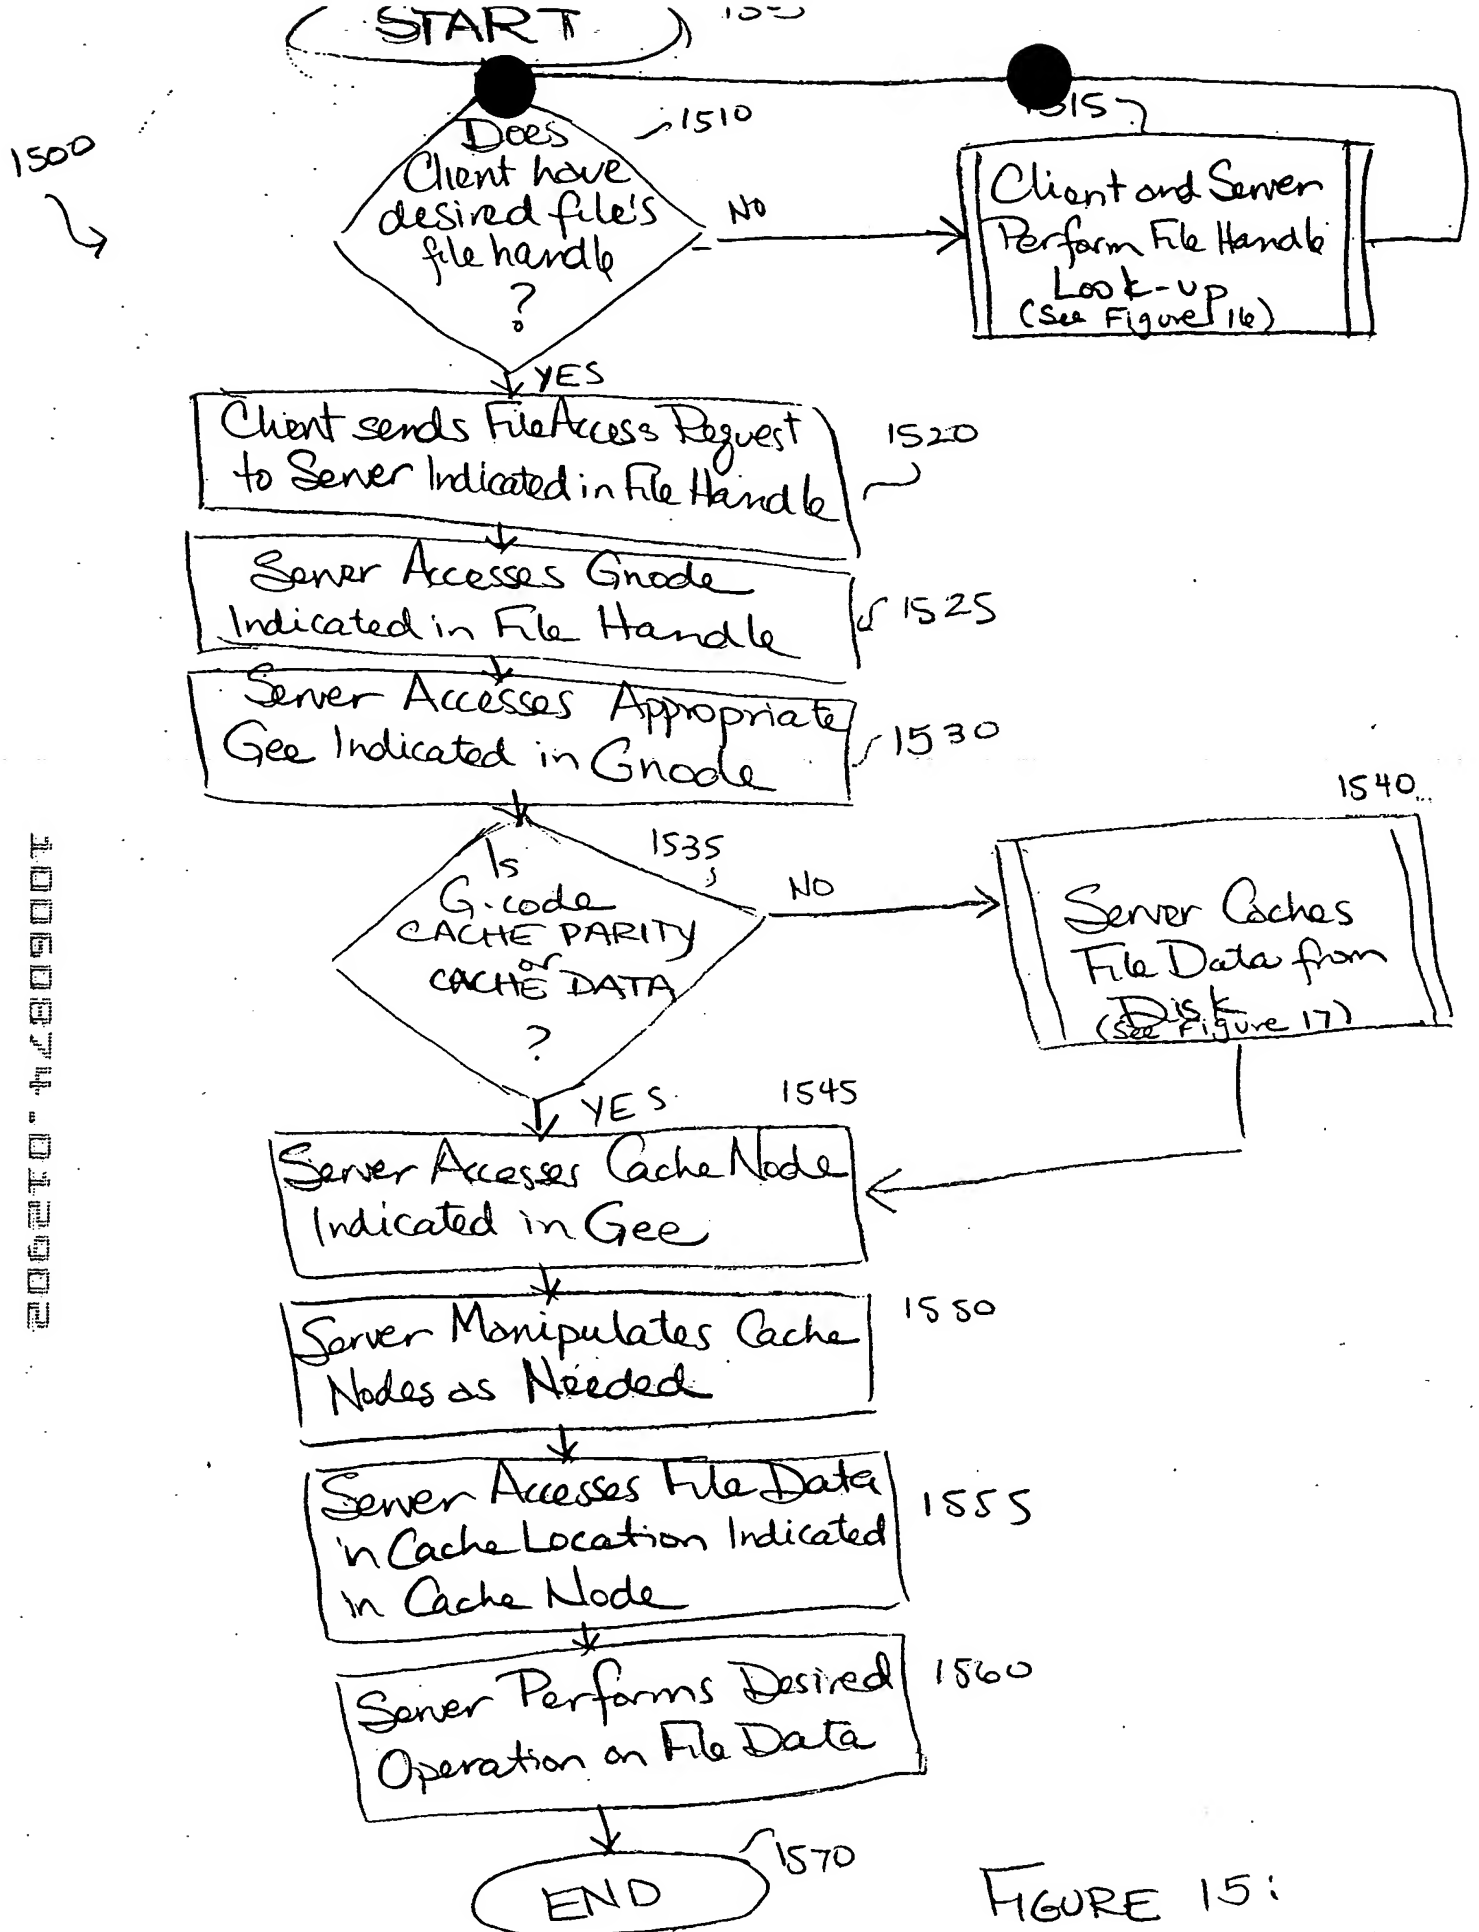 START
1510
1515
1500
Does
Client have
desired file's
file handle
?
NO
Client and Server
Perform File Handle
Look-up
(See Figure 16)
YES
Client sends File Access Request
to Server Indicated in File Handle
1520
Server Accesses Gnode
Indicated in File Handle
1525
Server Accesses Appropriate
Gee Indicated in Gnode
1530
1540
1535
Is
G-code
CACHE PARITY
or
CACHE DATA
?
NO
Server Caches
File Data from
Disk
(See Figure 17)
YES
1545
Server Accesses Cache Node
Indicated in Gee
1550
Server Manipulates Cache
Nodes as Needed
Server Accesses File Data
in Cache Location Indicated
in Cache Node
1555
Server Performs Desired
Operation on File Data
1560
1570
END
FIGURE 15:
10060874.012902